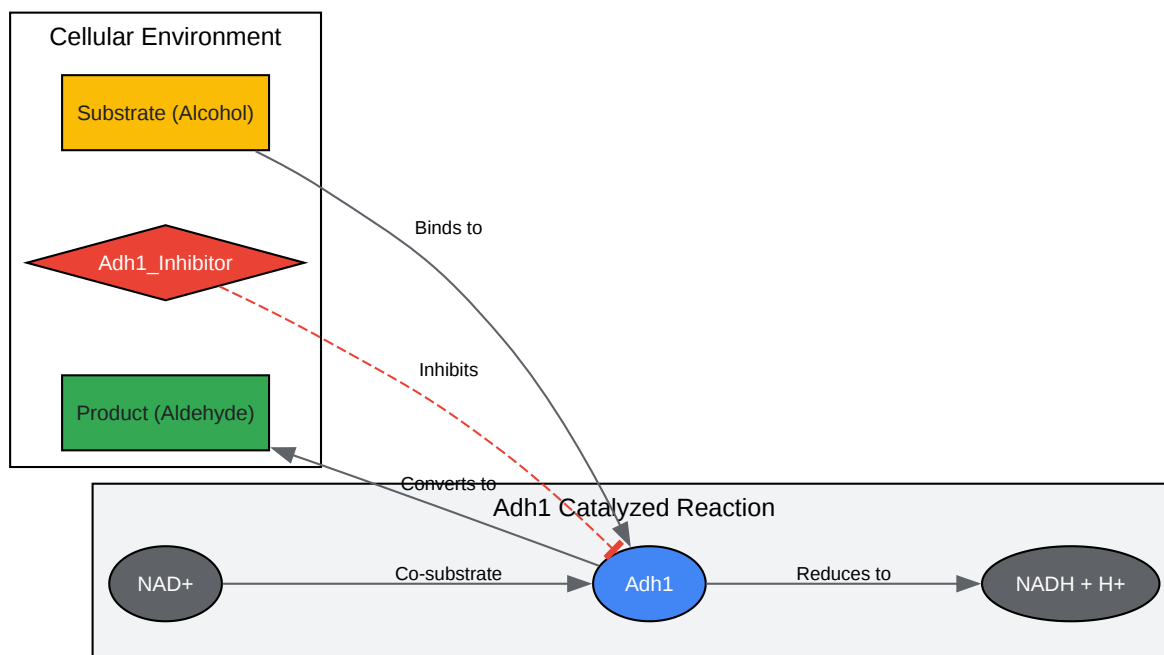 Cellular Environment
Substrate (Alcohol)
Binds to
Adh1_Inhibitor
Inhibits
Product (Aldehyde)
Converts to
Adh1 Catalyzed Reaction
NAD+
Co-substrate
Adh1
Reduces to
NADH + H+